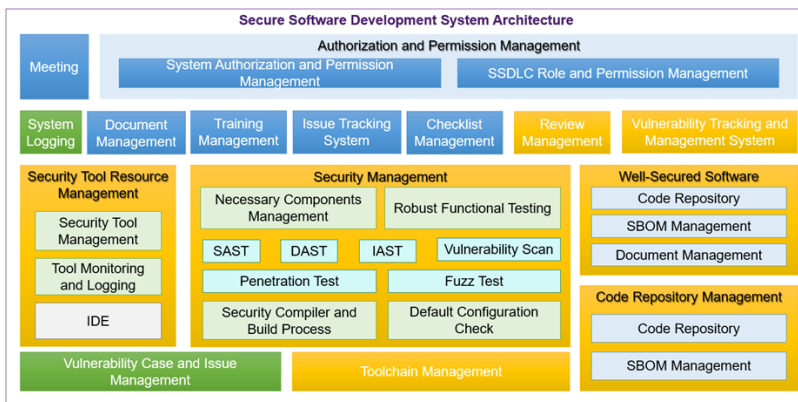 Secure Software Development System Architecture
Meeting
Authorization and Permission Management
System Authorization and Permission
Management
SSDLC Role and Permission Management
System
Logging
Document
Management
Training
Management
Issue Tracking
System
Checklist
Management
Review
Management
Vulnerability Tracking and
Management System
Security Tool Resource
Management
Security Tool
Management
Tool Monitoring
and Logging
IDE
Security Management
Necessary Components
Management
Robust Functional Testing
SAST
DAST
IAST
Vulnerability Scan
Penetration Test
Fuzz Test
Security Compiler and
Build Process
Default Configuration
Check
Well-Secured Software
Code Repository
SBOM Management
Document Management
Code Repository Management
Code Repository
SBOM Management
Vulnerability Case and Issue
Management
Toolchain Management